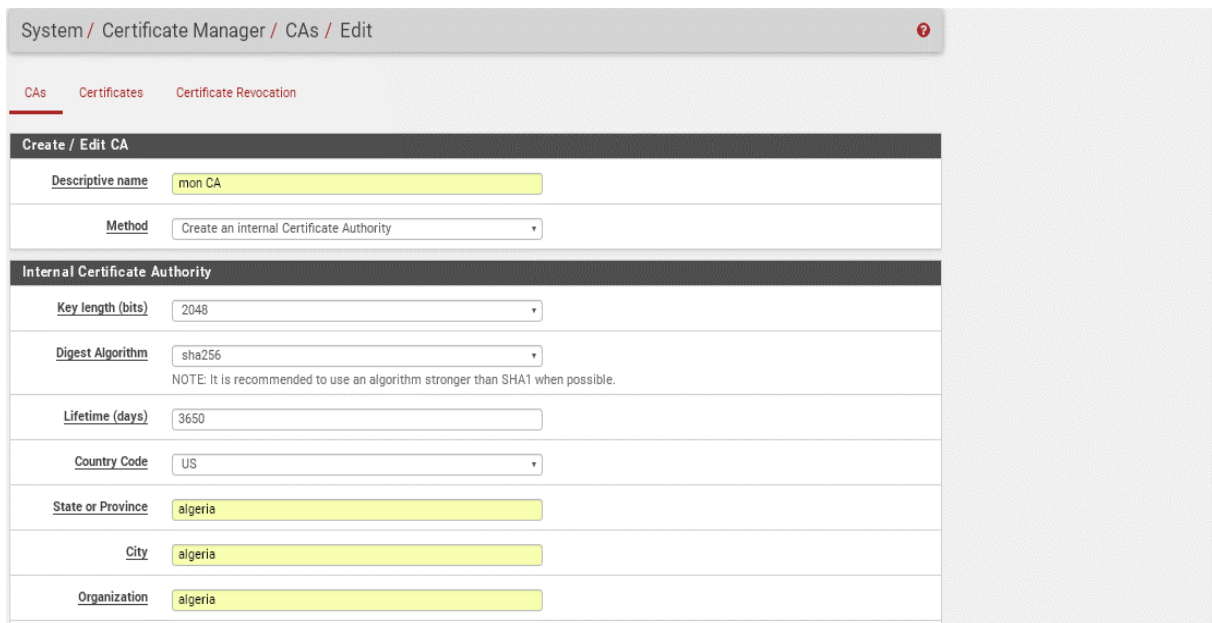 System / Certificate Manager / CAs / Edit
CAs Certificates Certificate Revocation
Create / Edit CA
Descriptive name mon CA
Method Create an internal Certificate Authority
Internal Certificate Authority
Key length (bits) 2048
Digest Algorithm sha256
NOTE: It is recommended to use an algorithm stronger than SHA1 when possible.
Lifetime (days) 3650
Country Code US
State or Province algeria
City algeria
Organization algeria